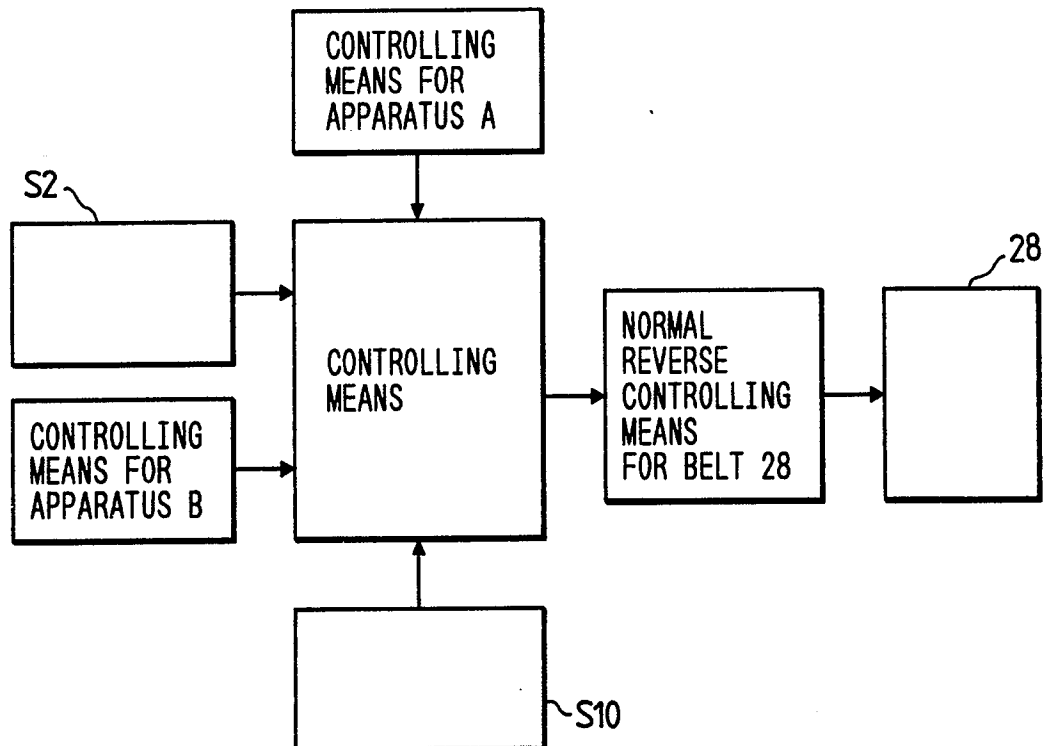 CONTROLLING
MEANS FOR
APPARATUS A
S2
28
CONTROLLING
MEANS
NORMAL
REVERSE
CONTROLLING
MEANS
FOR BELT 28
CONTROLLING
MEANS FOR
APPARATUS B
S10